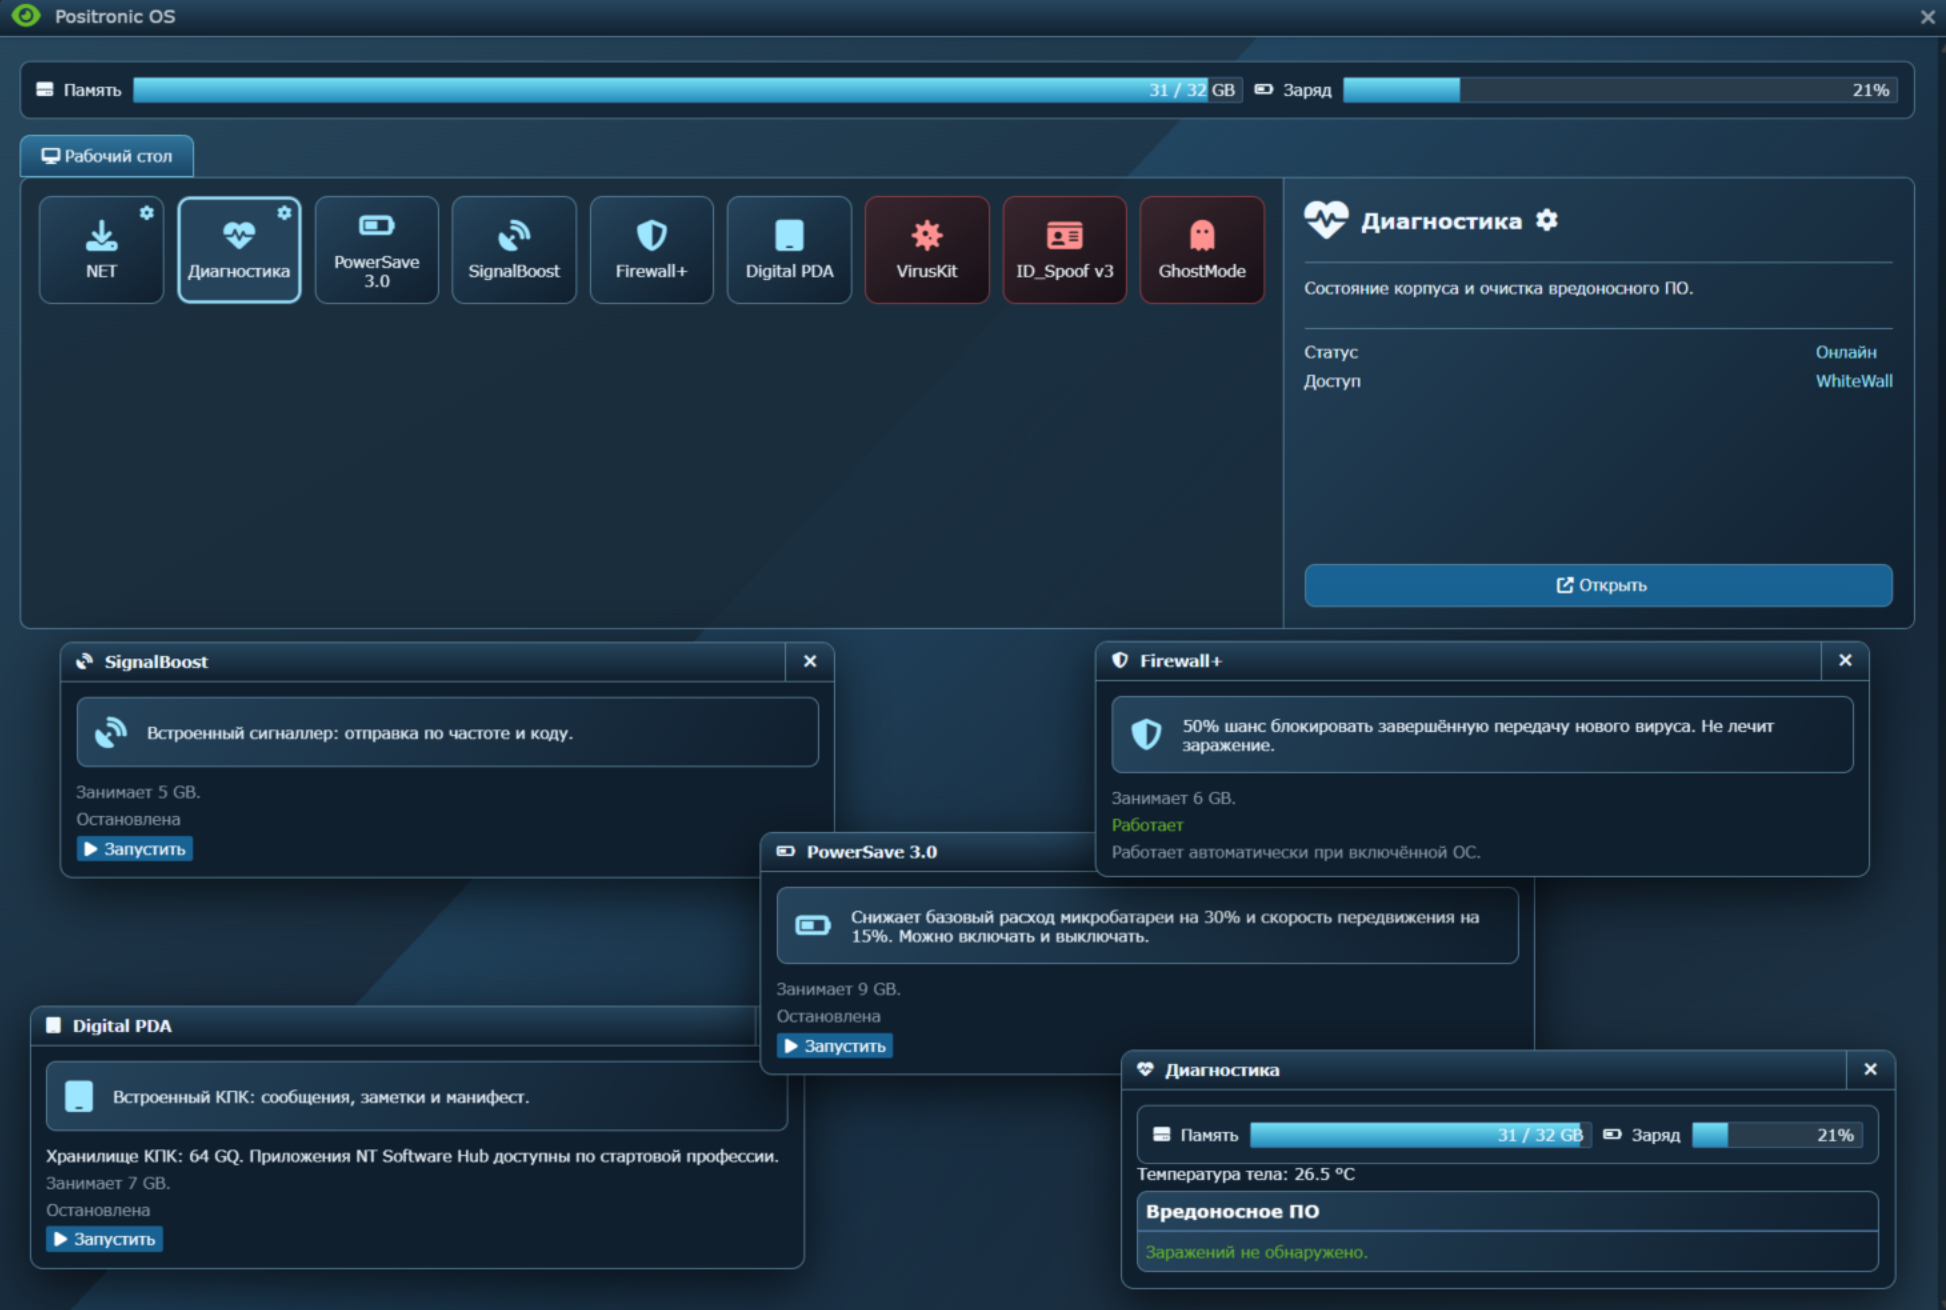 Positronic OS
Память 31 / 32 GB Заряд 21%
Рабочий стол
NET
Диагностика
PowerSave 3.0
SignalBoost
Firewall+
Digital PDA
VirusKit
ID_Spoof v3
GhostMode
Диагностика
Состояние корпуса и очистка вредоносного ПО.
Статус Онлайн
Доступ WhiteWall
Открыть
SignalBoost
Встроенный сигналлер: отправка по частоте и коду.
Занимает 5 GB.
Остановлена
Запустить
Firewall+
50% шанс блокировать завершённую передачу нового вируса. Не лечит
заражение.
Занимает 6 GB.
Работает
Работает автоматически при включённой ОС.
PowerSave 3.0
Снижает базовый расход микробатареи на 30% и скорость передвижения на
15%. Можно включать и выключать.
Занимает 9 GB.
Остановлена
Запустить
Digital PDA
Встроенный КПК: сообщения, заметки и манифест.
Хранилище КПК: 64 GQ. Приложения NT Software Hub доступны по стартовой профессии.
Занимает 7 GB.
Остановлена
Запустить
Диагностика
Память 31 / 32 GB Заряд 21%
Температура тела: 26.5 °C
Вредоносное ПО
Заражений не обнаружено.